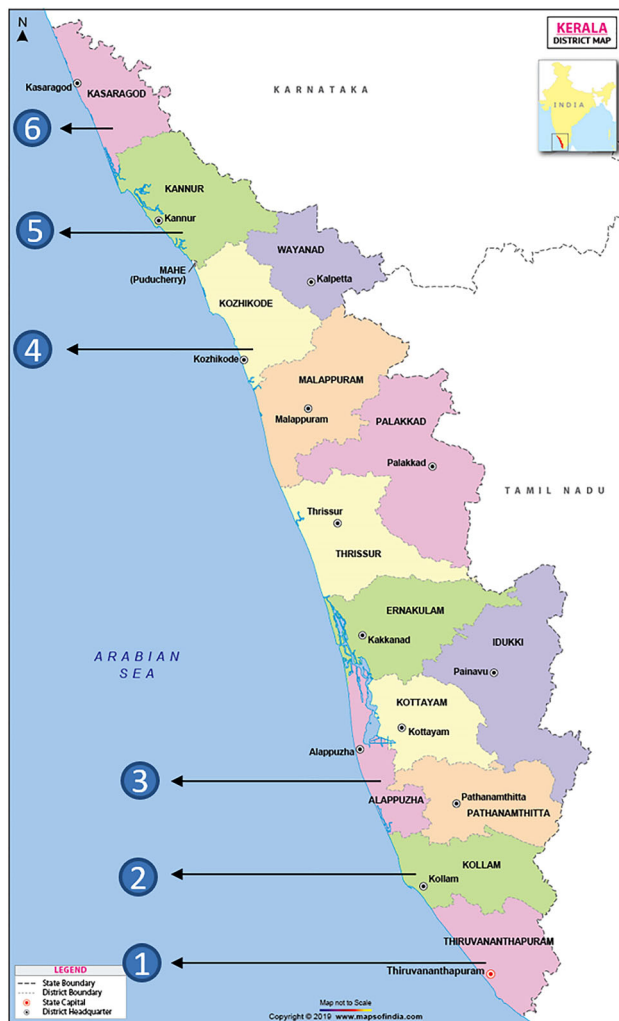 N
KERALA
DISTRICT MAP
INDIA
KARNATAKA
Kasaragod
KASARAGOD
6
KANNUR
Kannur
5
WAYANAD
Kalpetta
MAHE
(Puducherry)
KOZHIKODE
4
Kozhikode
MALAPPURAM
Malappuram
PALAKKAD
Palakkad
TAMIL NADU
Thrissur
THRISSUR
ERNAKULAM
Kakkanad
IDUKKI
Painavu
ARABIAN
SEA
KOTTAYAM
Kottayam
Alappuzha
3
ALAPPUZHA
Pathanamthitta
PATHANAMTHITTA
2
KOLLAM
Kollam
THIRUVANANTHAPURAM
1
Thiruvananthapuram
LEGEND
State Boundary
District Boundary
State Capital
District Headquarter
Map not to Scale
Copyright © 2019 www.mapsofindia.com